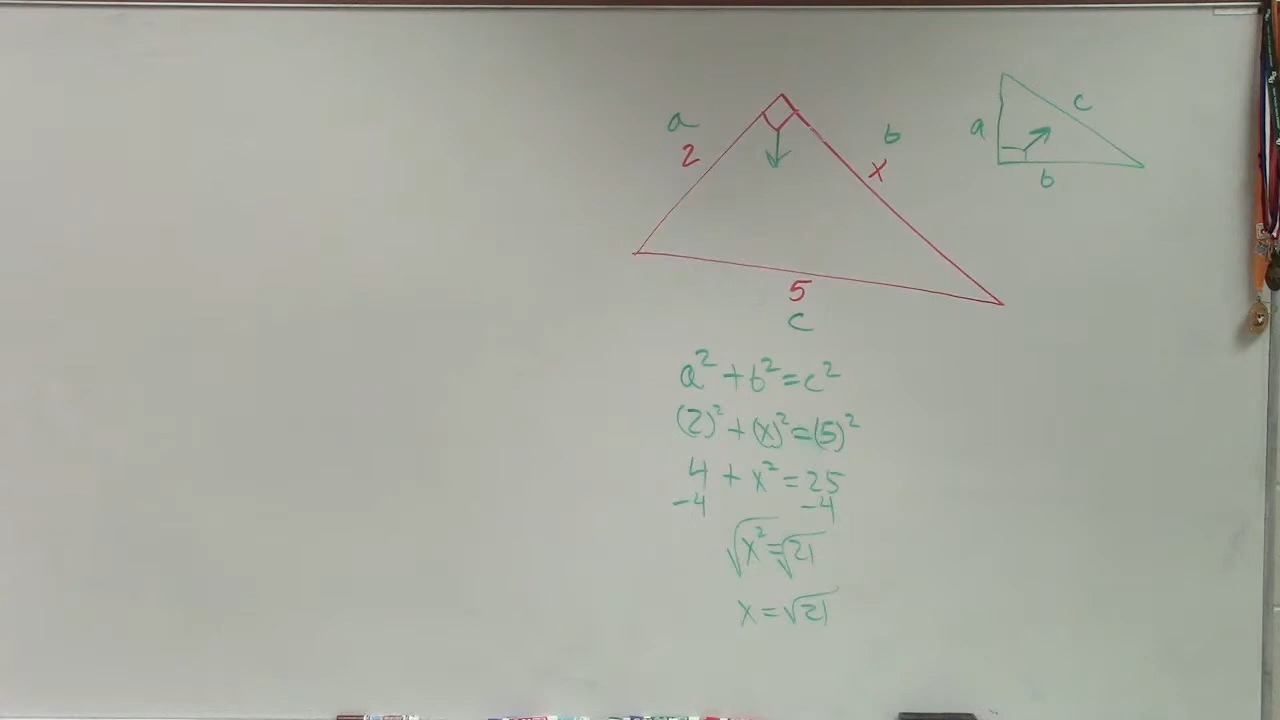 a b
2 x
5
c
a c
b
a²+b²=c²
(2)²+(x)²=(5)²
4+x²=25
-4 -4
√x²=√21
x=√21